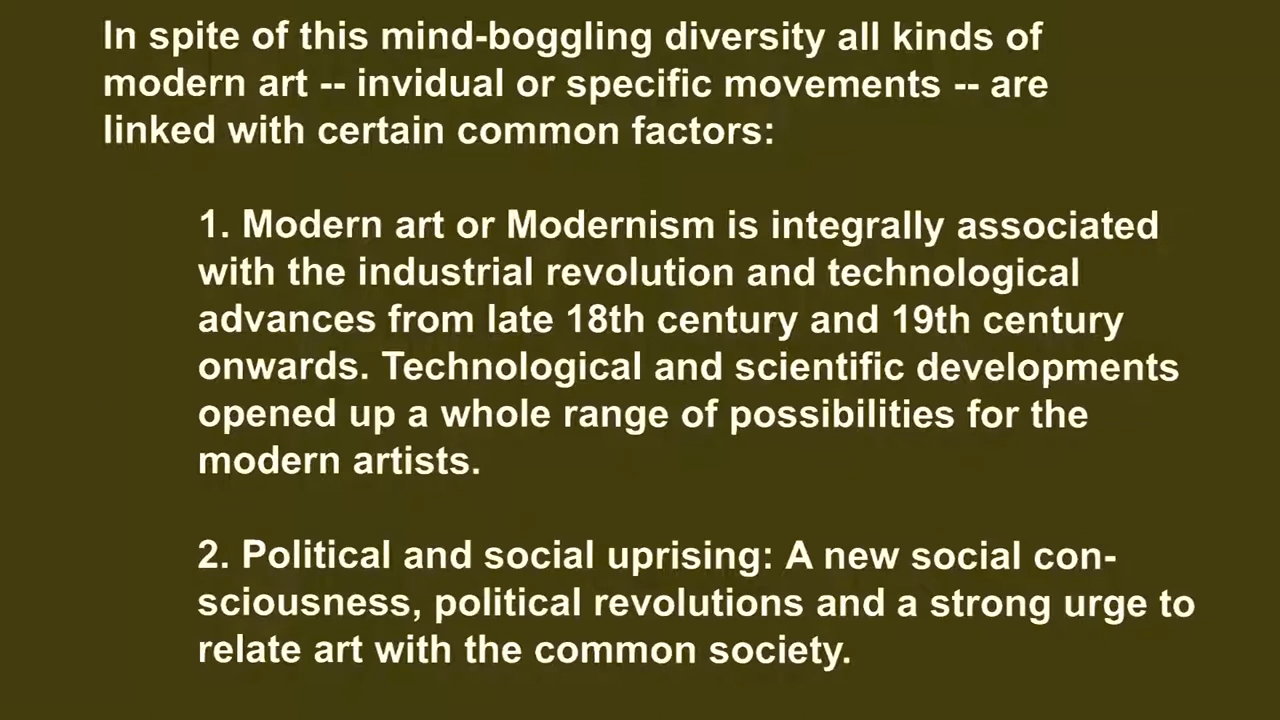 In spite of this mind-boggling diversity all kinds of
modern art -- invidual or specific movements -- are
linked with certain common factors:
1. Modern art or Modernism is integrally associated
with the industrial revolution and technological
advances from late 18th century and 19th century
onwards. Technological and scientific developments
opened up a whole range of possibilities for the
modern artists.
2. Political and social uprising: A new social con-
sciousness, political revolutions and a strong urge to
relate art with the common society.